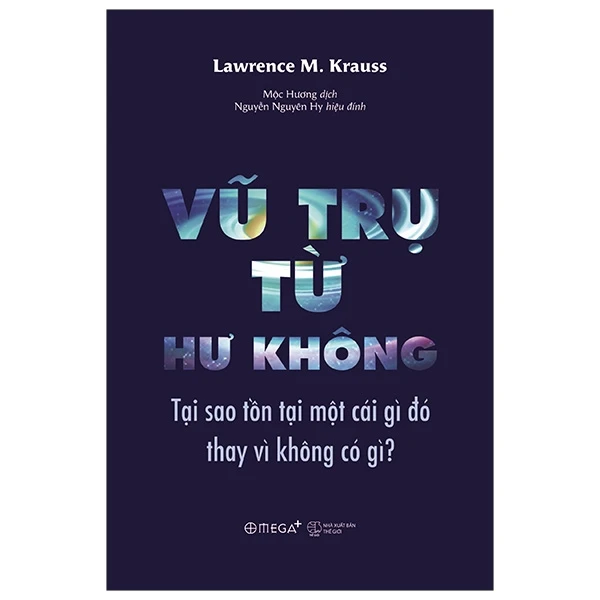 Lawrence M. Krauss
Mộc Hương dịch
Nguyễn Nguyên Hy hiệu đính
VŨ TRỤ
TỪ
HƯ KHÔNG
Tại sao tồn tại một cái gì đó
thay vì không có gì?
OMEGA+
NHÀ XUẤT BẢN
THẾ GIỚI